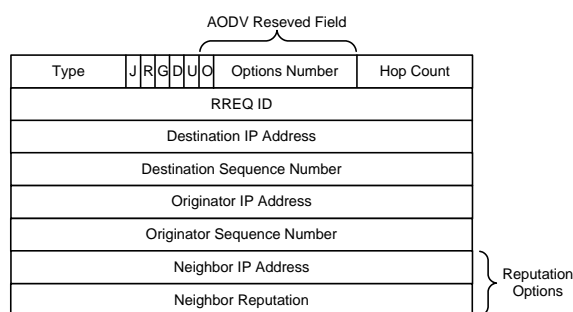 AODV Reseved Field
Type J R G D U O Options Number Hop Count
RREQ ID
Destination IP Address
Destination Sequence Number
Originator IP Address
Originator Sequence Number
Neighbor IP Address
Neighbor Reputation
Reputation
Options